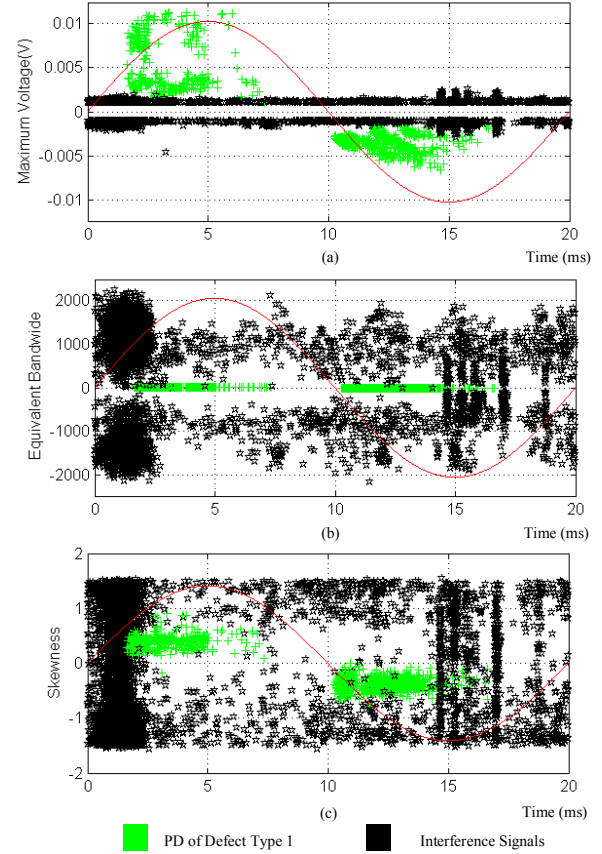 0.01
0.005
0
-0.005
-0.01
Maximum Voltage(V)
0 5 10 15 20
(a) Time (ms)
2000
1000
0
-1000
-2000
Equivalent Bandwide
0 5 10 15 20
(b) Time (ms)
2
1
0
-1
-2
Skewness
0 5 10 15 20
(c) Time (ms)
PD of Defect Type 1 Interference Signals